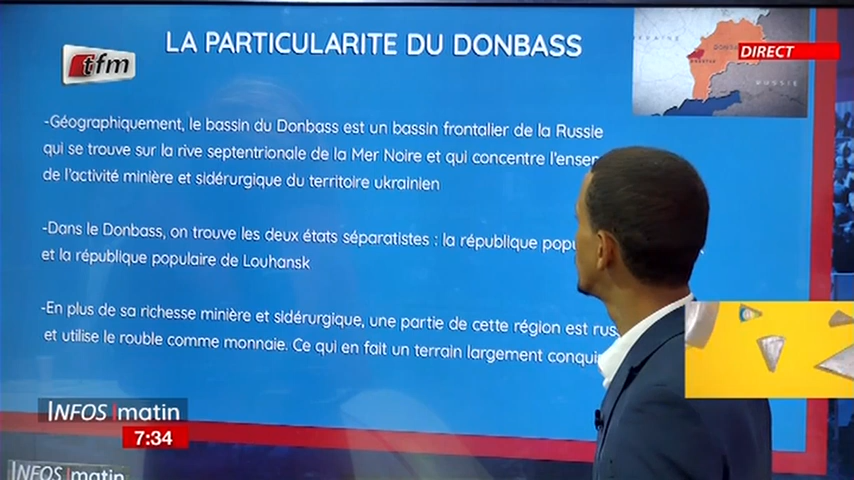 LA PARTICULARITE DU DONBASS
tfm
DIRECT
DONBASS
RUSSIE
-Géographiquement, le bassin du Donbass est un bassin frontalier de la Russie
qui se trouve sur la rive septentrionale de la Mer Noire et qui concentre l'ensem
de l'activité minière et sidérurgique du territoire ukrainien
-Dans le Donbass, on trouve les deux états séparatistes : la république popu
et la république populaire de Louhansk
-En plus de sa richesse minière et sidérurgique, une partie de cette région est russ
et utilise le rouble comme monnaie. Ce qui en fait un terrain largement conqui
INFOS matin
7:34
INFOS matin